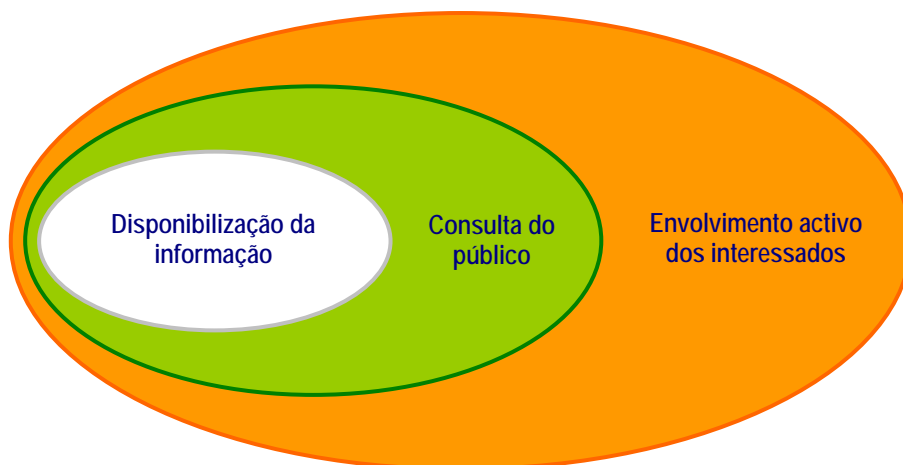 Disponibilização da
informação
Consulta do
público
Envolvimento activo
dos interessados